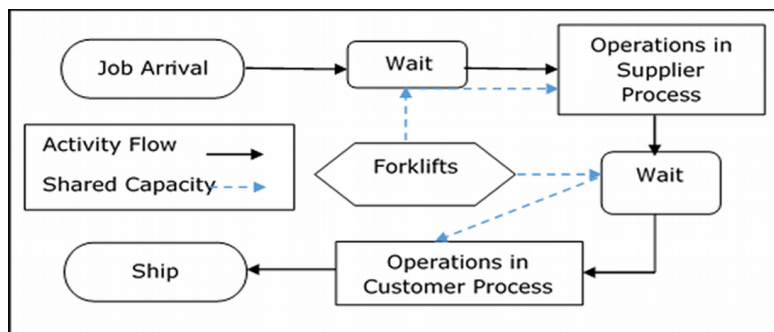 Job Arrival
Wait
Operations in
Supplier
Process
Activity Flow
Shared Capacity
Forklifts
Wait
Ship
Operations in
Customer Process